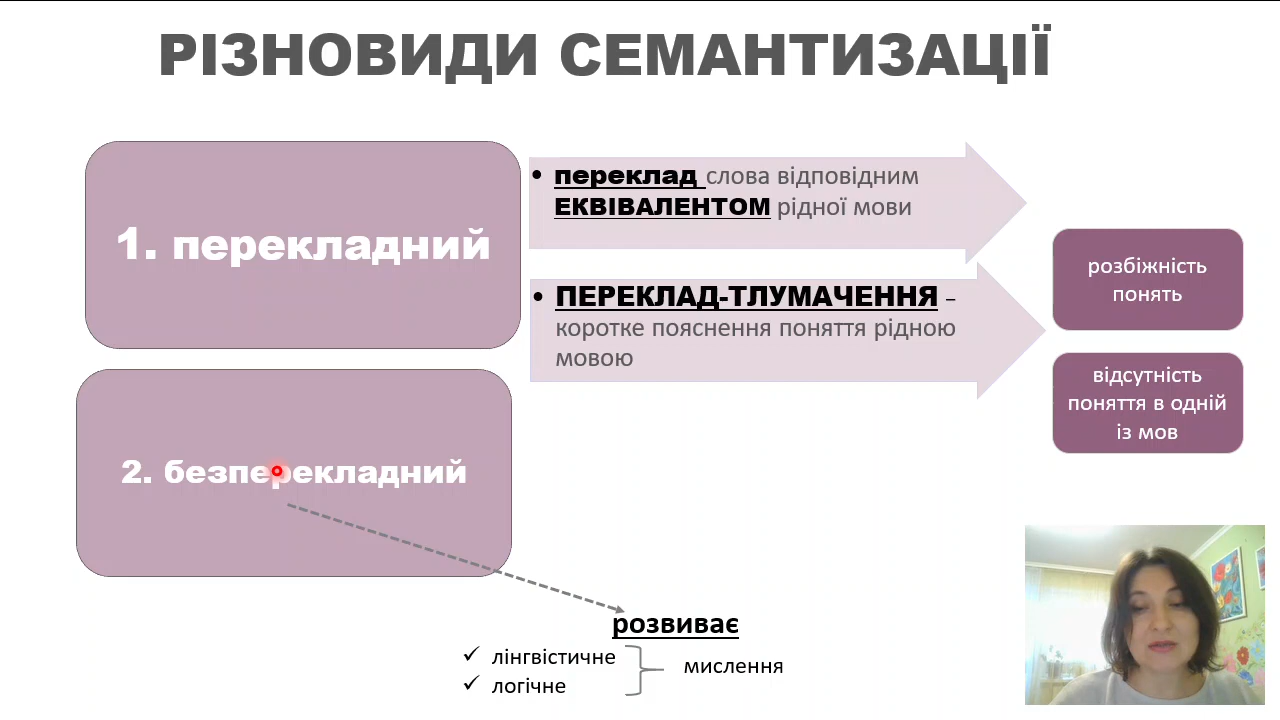 РІЗНОВИДИ СЕМАНТИЗАЦІЇ
1. перекладний
• переклад слова відповідним
ЕКВІВАЛЕНТОМ рідної мови
• ПЕРЕКЛАД-ТЛУМАЧЕННЯ –
коротке пояснення поняття рідною
мовою
розбіжність
понять
відсутність
поняття в одній
із мов
2. безперекладний
розвиває
✓ лінгвістичне
✓ логічне
мислення